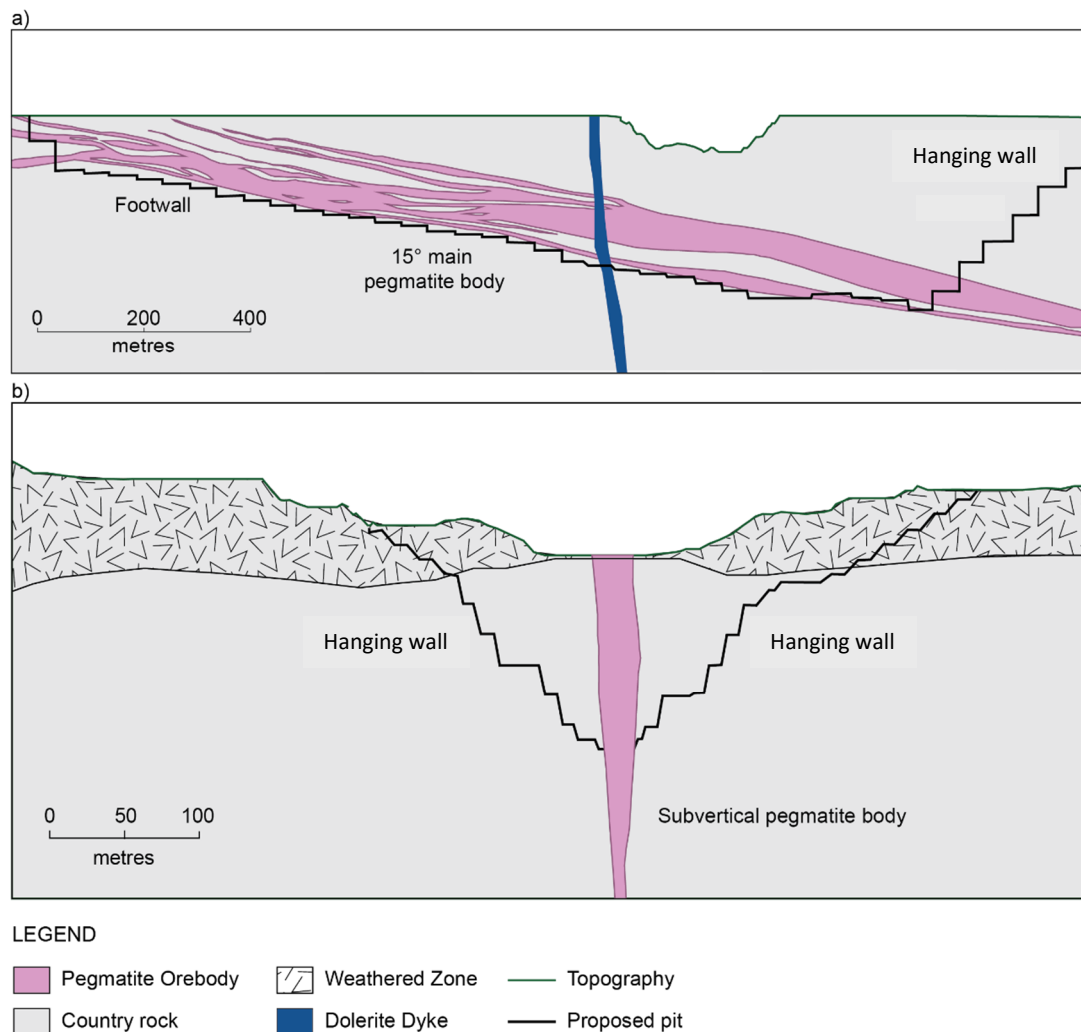 a)
Hanging wall
Footwall
15° main
pegmatite body
0 200 400
metres
b)
Hanging wall
Hanging wall
0 50 100
metres
Subvertical pegmatite body
LEGEND
Pegmatite Orebody
Weathered Zone
Topography
Country rock
Dolerite Dyke
Proposed pit